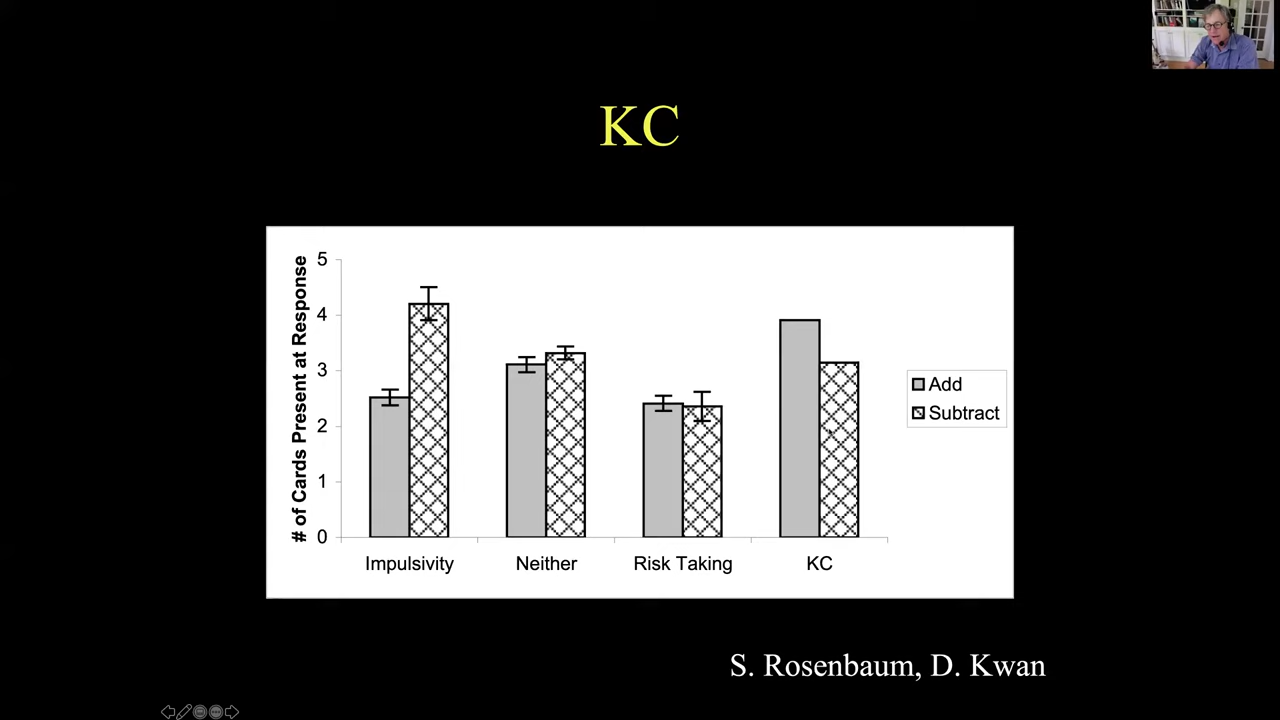 KC
# of Cards Present at Response
5
4
3
2
1
0
Impulsivity Neither Risk Taking KC
Add
Subtract
S. Rosenbaum, D. Kwan